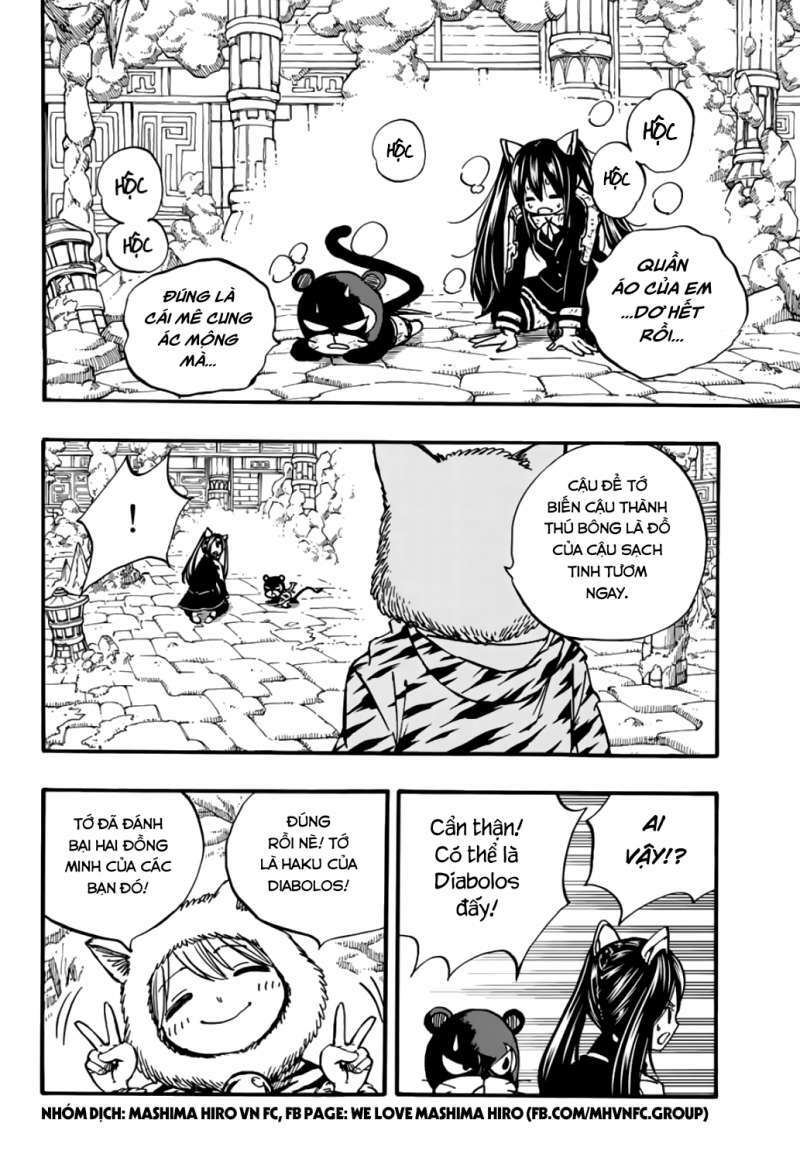 HỘC
HỘC
HỘC
HỘC
HỘC
QUẦN
ÁO CỦA EM
...DƠ HẾT
RỒI...
ĐÚNG LÀ
CÁI MÊ CUNG
ÁC MỘNG
MÀ...
CẬU ĐỂ TỚ
BIẾN CẬU THÀNH
THÚ BÔNG LÀ ĐỒ
CỦA CẬU SẠCH
TINH TƯƠM
NGAY.
!
AI
VẬY!?
Cẩn thận!
Có thể là
Diabolos
đấy!
ĐÚNG
RỒI NÈ! TỚ
LÀ HAKU CỦA
DIABOLOS!
TỚ ĐÃ ĐÁNH
BẠI HAI ĐỒNG
MINH CỦA CÁC
BẠN ĐÓ!
NHÓM DỊCH: MASHIMA HIRO VN FC, FB PAGE: WE LOVE MASHIMA HIRO (FB.COM/MHVNFC.GROUP)